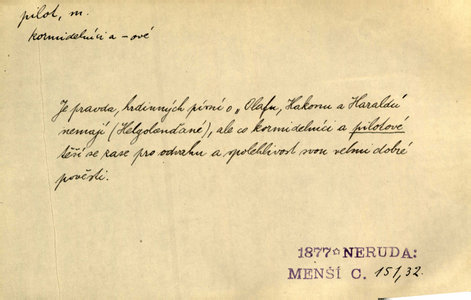 pilot, m.
kormidelníci a -ové
Je pravda, hrdinných písní o „Olafu, Hakonu a Haraldu
nemají (Helgolenďané), ale co kormidelníci a pilotové
těší se zase pro odvahu a spolehlivost svou velmi dobré
pověsti.
1877* NERUDA:
MENŠÍ C. 151, 32.